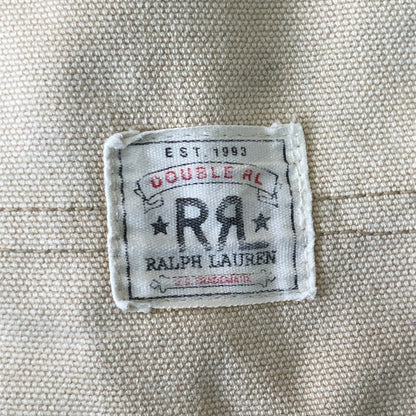 EST. 1993
DOUBLE RL
RRL
RALPH LAUREN